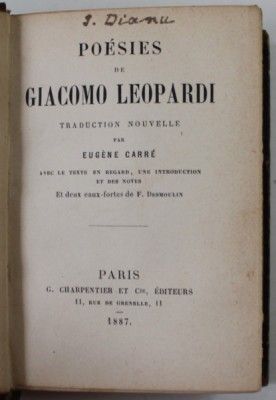 I. Dianu
POÉSIES
DE
GIACOMO LEOPARDI
TRADUCTION NOUVELLE
PAR
EUGÈNE CARRÉ
AVEC LE TEXTE EN REGARD, UNE INTRODUCTION
ET DES NOTES
Et deux eaux-fortes de F. DESMOULIN
PARIS
G. CHARPENTIER ET Cie, ÉDITEURS
11, RUE DE GRENELLE, 11
1887.